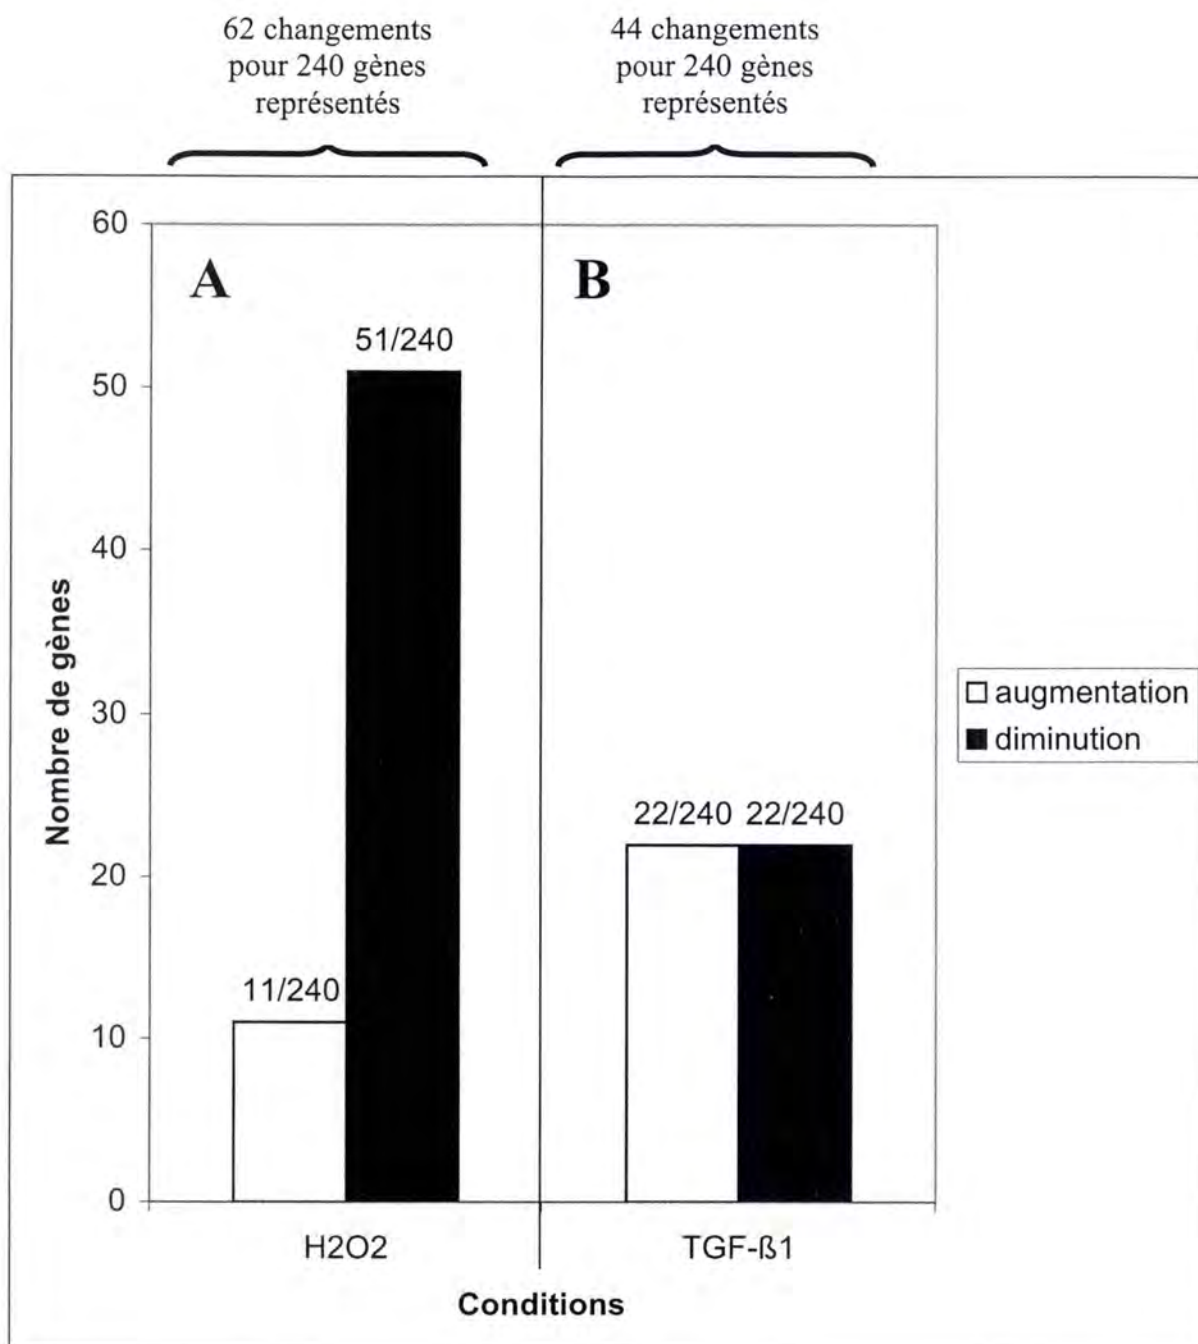 62 changements
pour 240 gènes
représentés
44 changements
pour 240 gènes
représentés
60
50
40
30
20
10
0
Nombre de gènes
A
51/240
11/240
B
22/240 22/240
augmentation
diminution
H2O2
TGF-ß1
Conditions